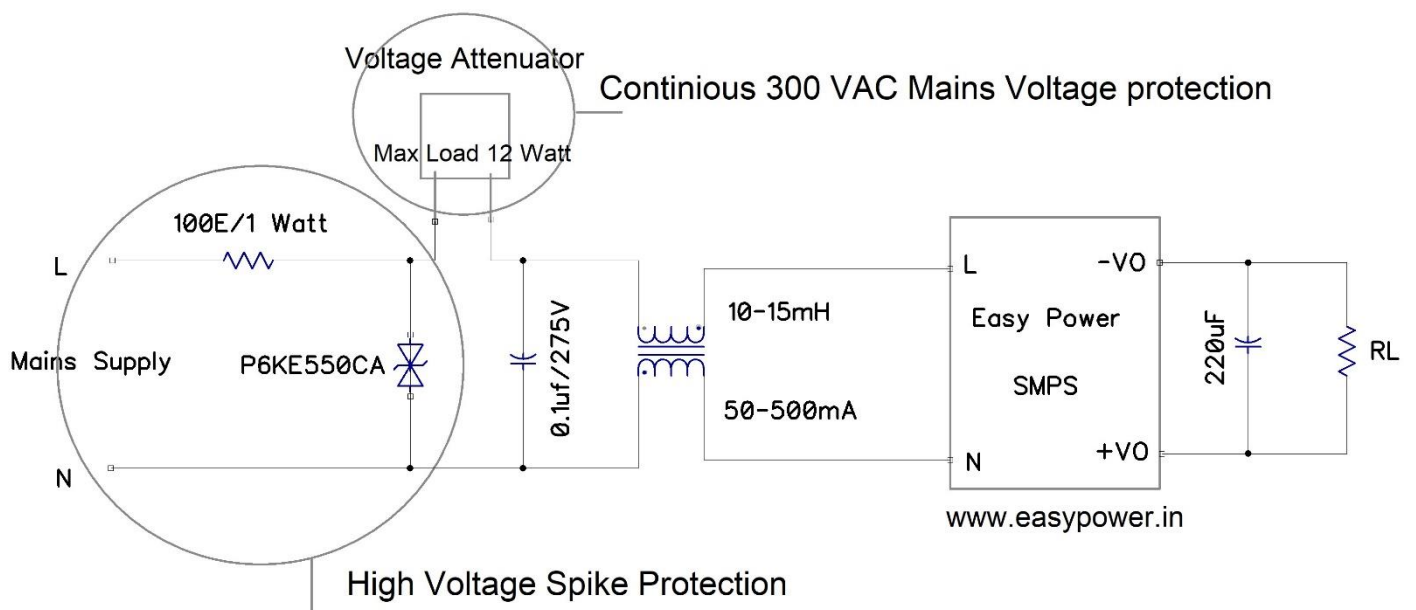 Voltage Attenuator
Continious 300 VAC Mains Voltage protection
Max Load 12 Watt
100E/1 Watt
L
Mains Supply
P6KE550CA
N
0.1uf/275V
10-15mH
50-500mA
L
-VO
Easy Power
SMPS
N
+VO
220uF
RL
www.easypower.in
High Voltage Spike Protection